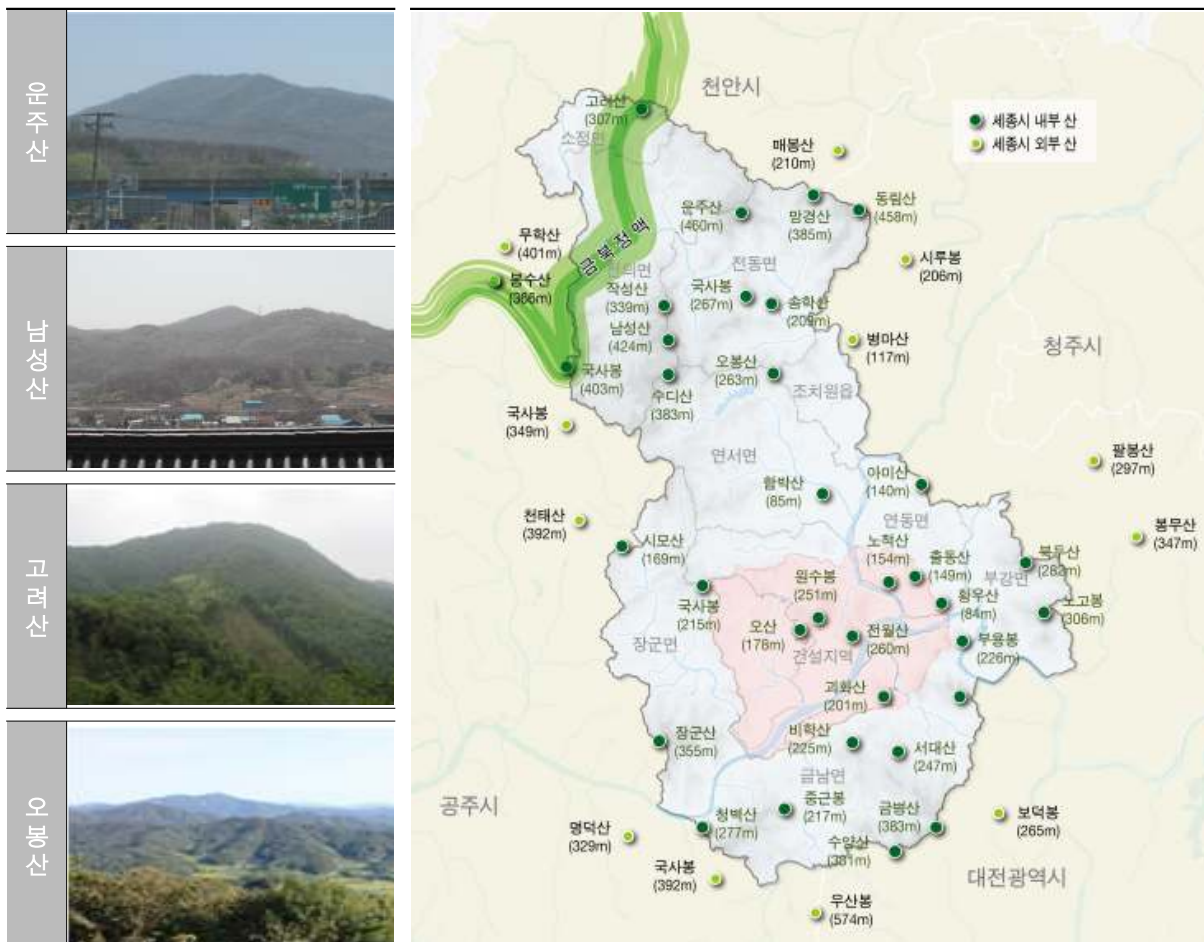 운주산
남성산
고려산
오봉산
천안시
고려산
(307m)
소정면
세종시 내부 산
세종시 외부 산
매봉산
(210m)
운주산
(460m)
망경산
(385m)
동림산
(458m)
무학산
(401m)
금북정맥
전동면
시루봉
(206m)
봉수산
(366m)
작성산
(339m)
국사봉
(267m)
송학산
(209m)
남성산
(424m)
병마산
(117m)
청주시
국사봉
(403m)
수디산
(383m)
오봉산
(263m)
조치원읍
국사봉
(349m)
연서면
팔봉산
(297m)
함박산
(85m)
아미산
(140m)
천태산
(392m)
연동면
봉무산
(347m)
시모산
(169m)
노적산
(154m)
출동산
(149m)
부강면
(282m)
원수봉
(251m)
국사봉
(215m)
황우산
(84m)
노고봉
(306m)
오산
(178m)
전월산
(260m)
부용봉
(226m)
장군면
건설지역
괴화산
(201m)
장군산
(355m)
비학산
(225m)
서대산
(247m)
금남면
공주시
중근봉
(217m)
금병산
(383m)
보덕봉
(265m)
명덕산
(329m)
청벽산
(277m)
수양산
국사봉
(392m)
대전광역시
우산봉
(574m)